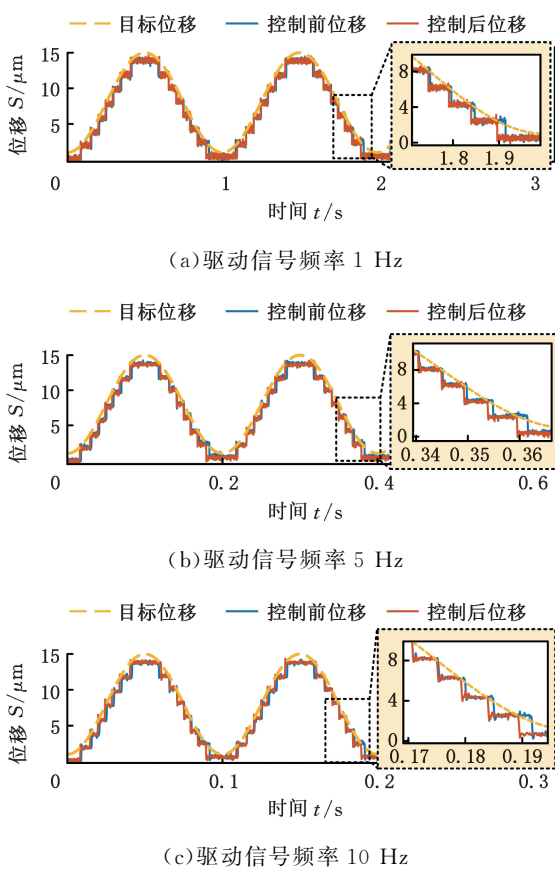 目标位移 控制前位移 控制后位移
位移 S/μm
15
10
5
8
4
0
1.8 1.9
0 1 2 3
时间 t/s
(a)驱动信号频率 1 Hz
目标位移 控制前位移 控制后位移
位移 S/μm
15
10
5
8
4
0
0.34 0.35 0.36
0 0.2 0.4 0.6
时间 t/s
(b)驱动信号频率 5 Hz
目标位移 控制前位移 控制后位移
位移 S/μm
15
10
5
8
4
0
0.17 0.18 0.19
0 0.1 0.2 0.3
时间 t/s
(c)驱动信号频率 10 Hz